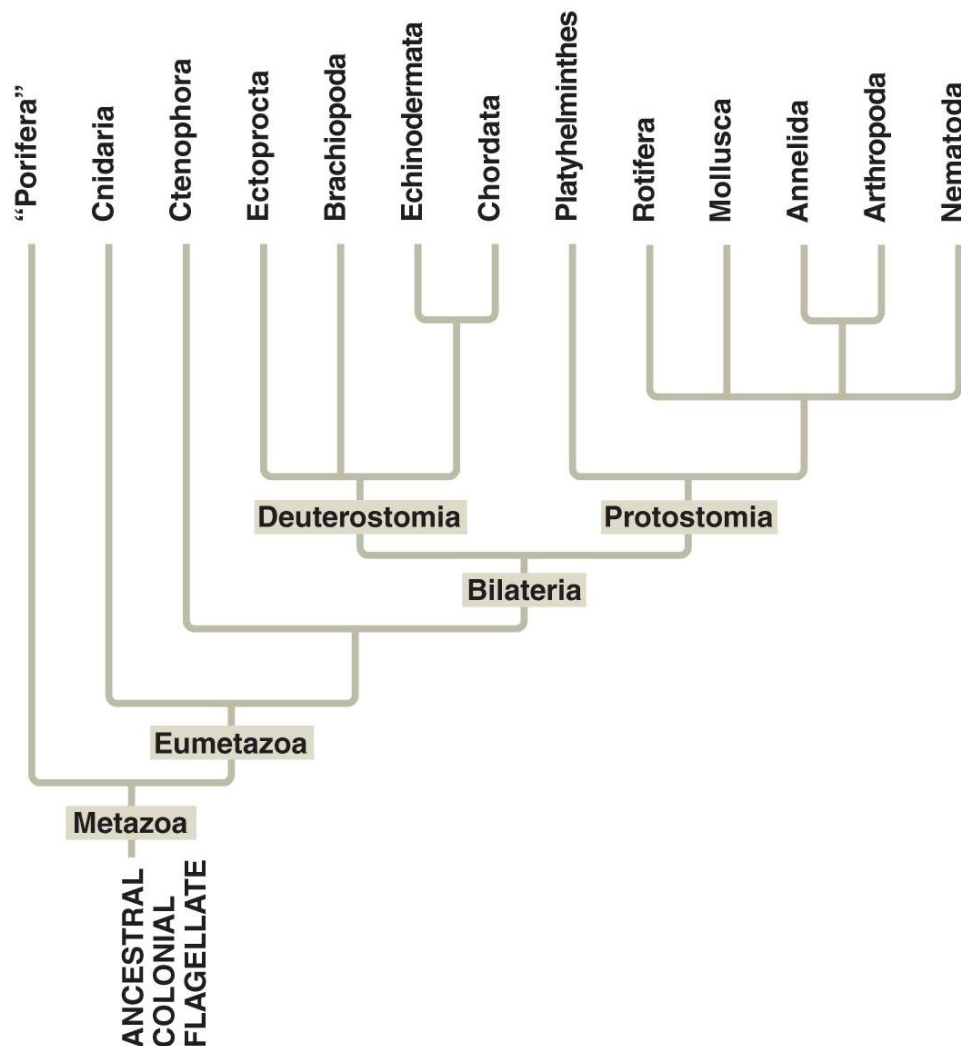 “Porifera”
Cnidaria
Ctenophora
Ectoprocta
Brachiopoda
Echinodermata
Chordata
Platyhelminthes
Rotifera
Mollusca
Annelida
Arthropoda
Nematoda
Deuterostomia
Protostomia
Bilateria
Eumetazoa
Metazoa
ANCESTRAL
COLONIAL
FLAGELLATE